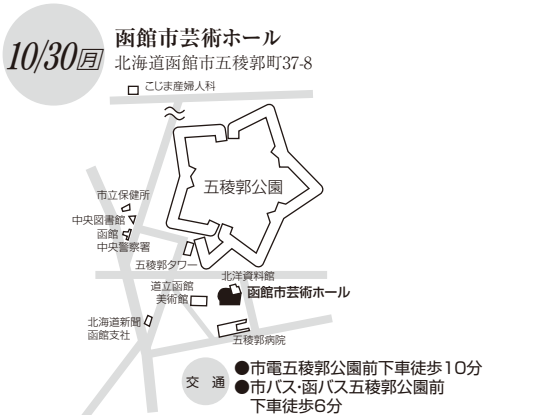 10/30月
函館市芸術ホール
北海道函館市五稜郭町37-8
こじま産婦人科
五稜郭公園
市立保健所
中央図書館
函館
中央警察署
五稜郭タワー
北洋資料館
道立函館
美術館
函館市芸術ホール
北海道新聞
函館支社
五稜郭病院
交 通
●市電五稜郭公園前下車徒歩10分
●市バス・函バス五稜郭公園前
下車徒歩6分